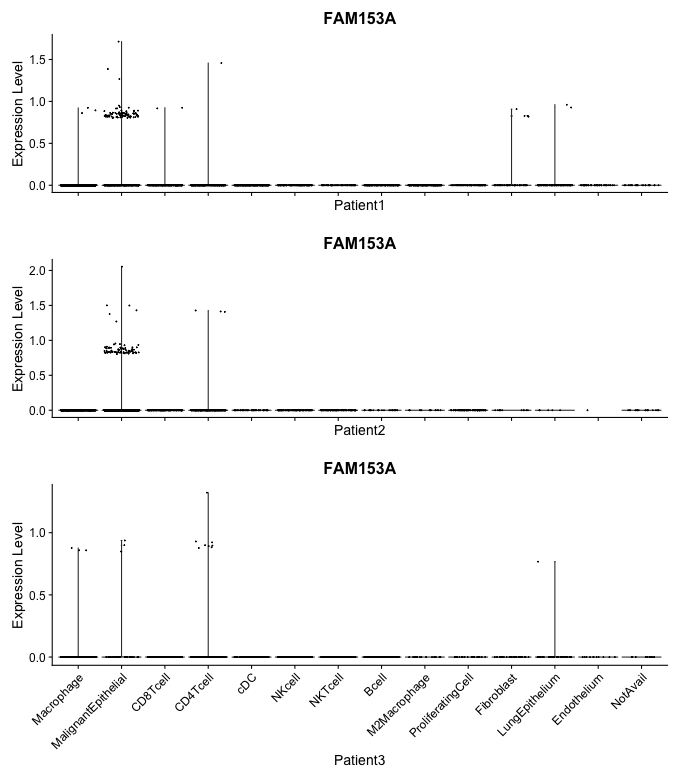 FAM153A
Expression Level
1.5
1.0
0.5
0.0
Patient1
FAM153A
Expression Level
2.0
1.5
1.0
0.5
0.0
Patient2
FAM153A
Expression Level
1.0
0.5
0.0
Macrophage
MalignantEpithelial
CD8Tcell
CD4Tcell
cDC
NKcell
NKTcell
Bcell
M2Macrophage
ProliferatingCell
Fibroblast
LungEpithelium
Endothelium
NotAvail
Patient3